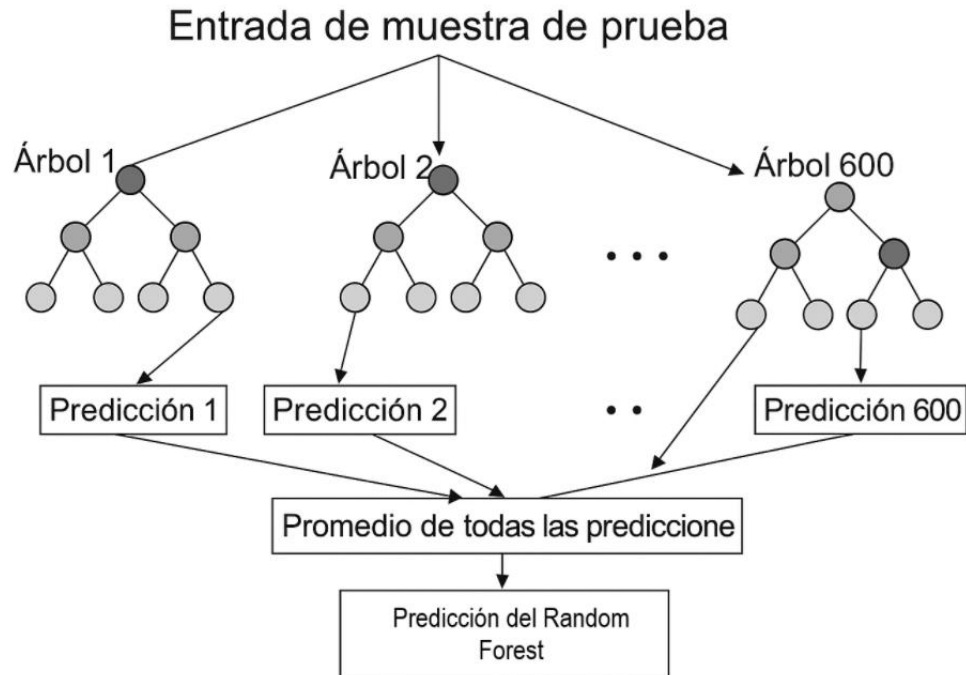 Entrada de muestra de prueba
Árbol 1
Árbol 2
Árbol 600
Predicción 1
Predicción 2
Predicción 600
Promedio de todas las prediccione
Predicción del Random
Forest